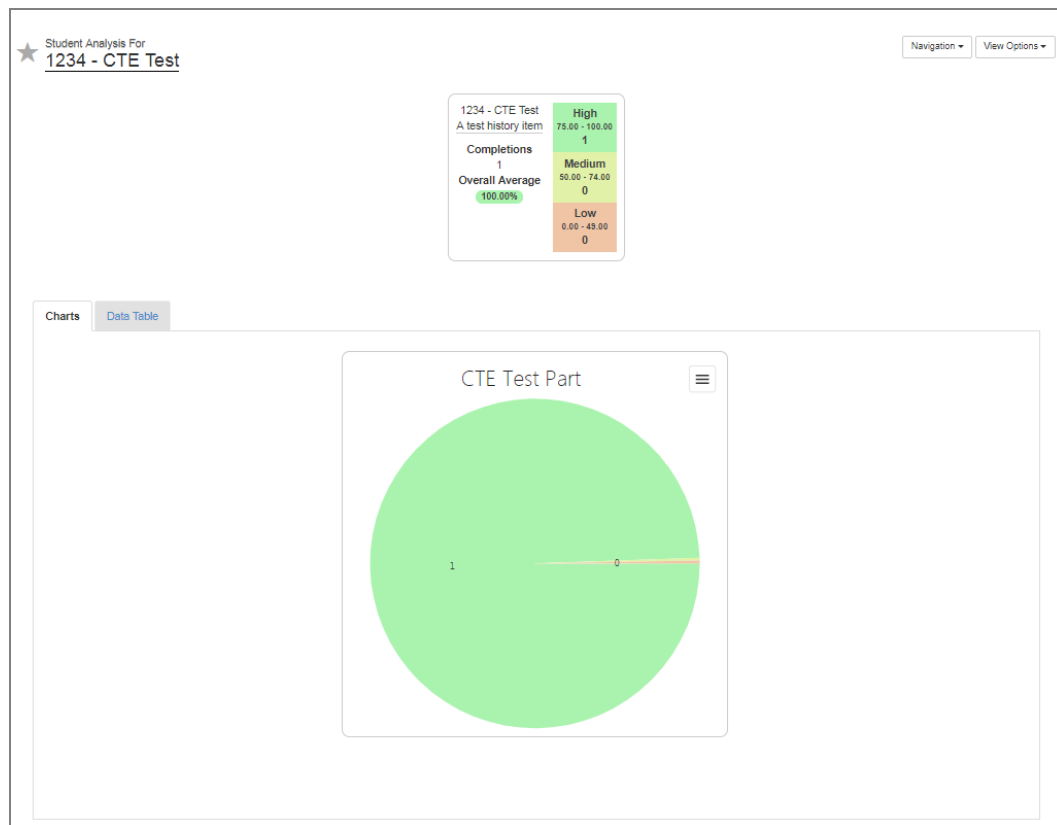 Student Analysis For
1234 - CTE Test
Navigation
View Options
1234 - CTE Test
A test history item
Completions
1
Overall Average
100.00%
High
75.00 - 100.00
1
Medium
50.00 - 74.00
0
Low
0.00 - 49.00
0
Charts
Data Table
CTE Test Part
1
0